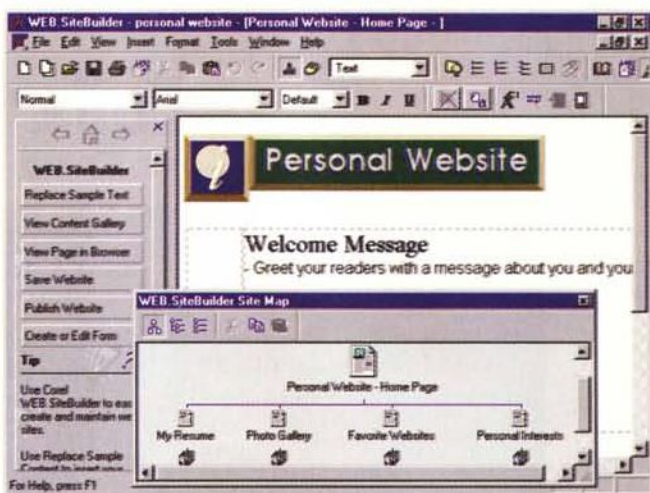 WEB.SiteBuilder - personal website - [Personal Website - Home Page - ]
File Edit View Insert Format Tools Window Help
Text
Normal Arial Default B I U
WEB.SiteBuilder
Replace Sample Text
View Content Gallery
View Page in Browser
Save Website
Publish Website
Create or Edit Form
Tip
Use Corel
WEB.SiteBuilder to eas
create and maintain we
sites.
Use Replace Sample
Content to insert your
Personal Website
Welcome Message
- Greet your readers with a message about you and you
WEB.SiteBuilder Site Map
Personal Website - Home Page
My Resume Photo Gallery Favorite Websites Personal Interests
For Help, press F1